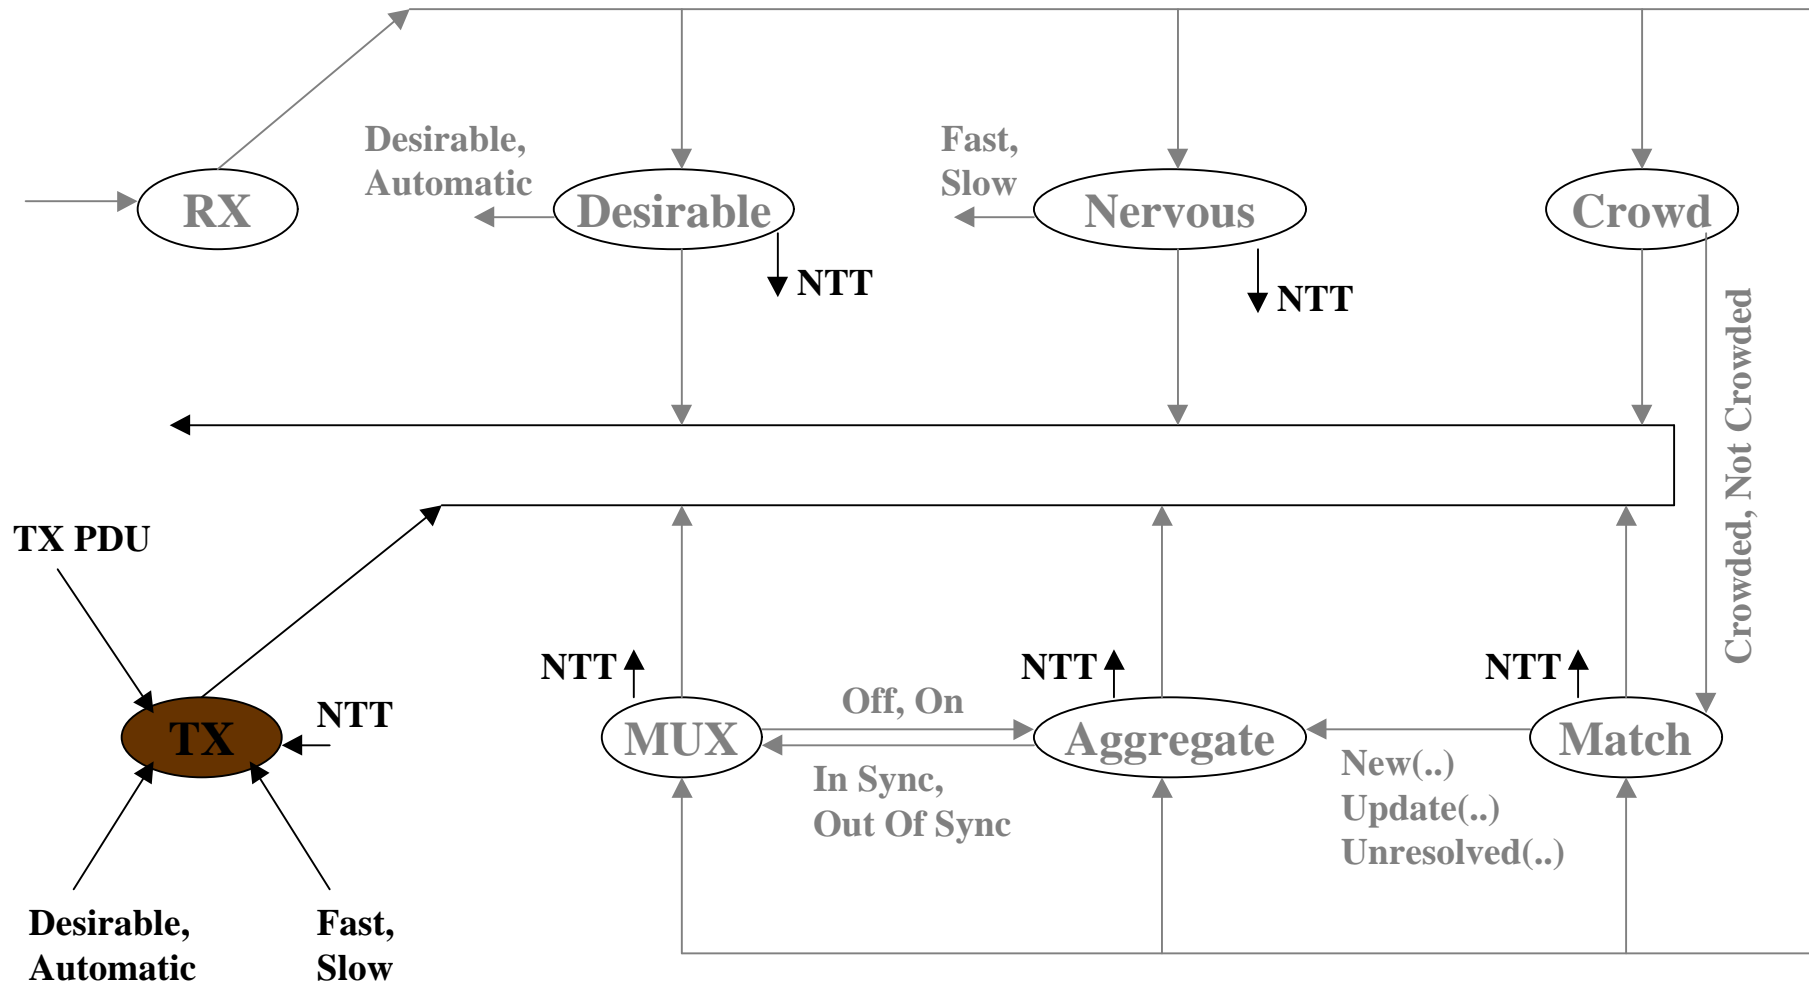 Desirable,
Automatic
Fast,
Slow
RX
Desirable
Nervous
Crowd
NTT
NTT
Crowded, Not Crowded
TX PDU
NTT
NTT
NTT
Off, On
NTT
TX
MUX
Aggregate
Match
In Sync,
Out Of Sync
New(..)
Update(..)
Unresolved(..)
Desirable,
Automatic
Fast,
Slow